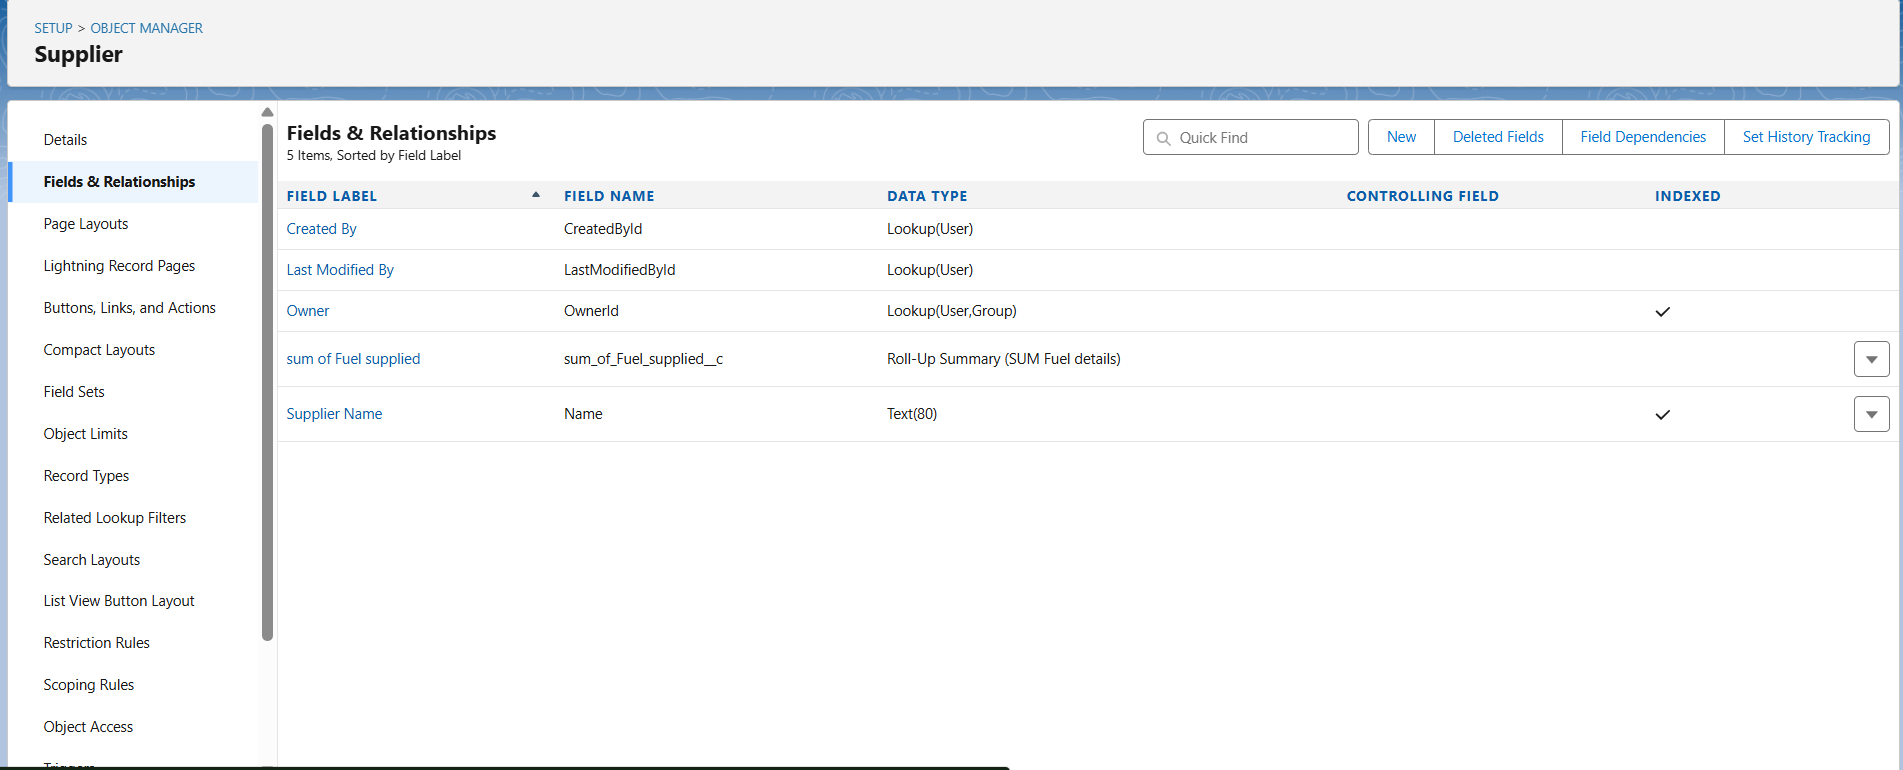 SETUP > OBJECT MANAGER
Supplier
Details
Fields & Relationships
Page Layouts
Lightning Record Pages
Buttons, Links, and Actions
Compact Layouts
Field Sets
Object Limits
Record Types
Related Lookup Filters
Search Layouts
List View Button Layout
Restriction Rules
Scoping Rules
Object Access
Triggers
Fields & Relationships
5 Items, Sorted by Field Label
Quick Find
New
Deleted Fields
Field Dependencies
Set History Tracking
FIELD LABEL FIELD NAME DATA TYPE CONTROLLING FIELD INDEXED
Created By CreatedById Lookup(User)
Last Modified By LastModifiedById Lookup(User)
Owner OwnerId Lookup(User,Group)
sum of Fuel supplied sum_of_Fuel_supplied__c Roll-Up Summary (SUM Fuel details)
Supplier Name Name Text(80)